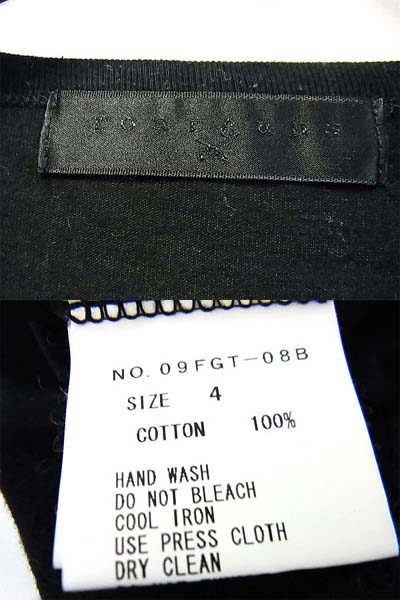 NO. 09FGT-08B
SIZE 4
COTTON 100%
HAND WASH
DO NOT BLEACH
COOL IRON
USE PRESS CLOTH
DRY CLEAN